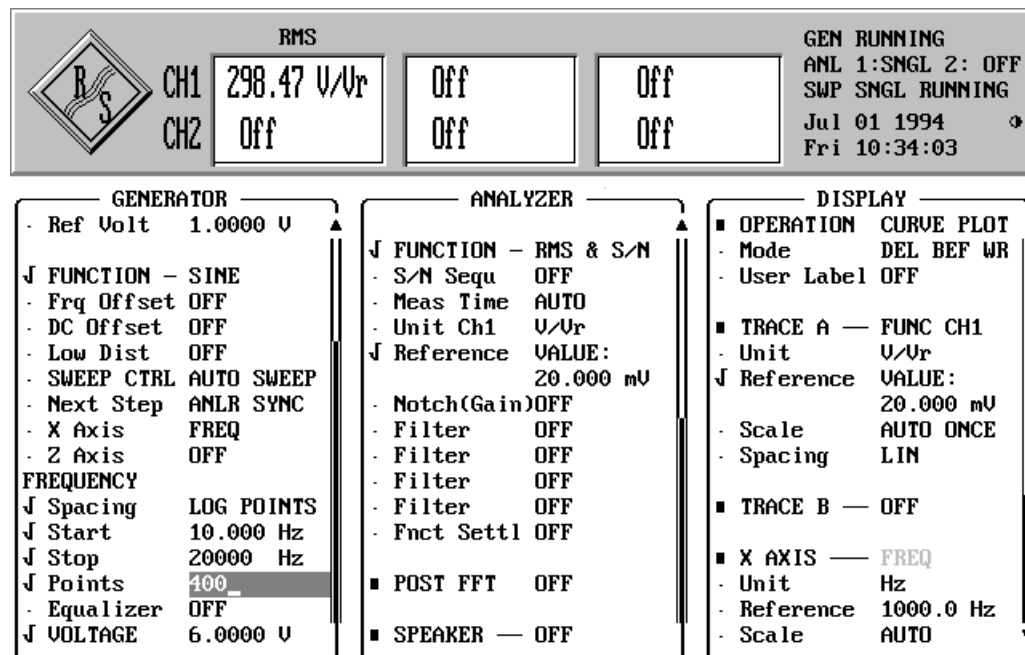 RMS
R S
CH1 298.47 V/Vr Off Off
CH2 Off Off Off
GEN RUNNING
ANL 1:SNGL 2: OFF
SWP SNGL RUNNING
Jul 01 1994
Fri 10:34:03
GENERATOR
Ref Volt 1.0000 V
FUNCTION – SINE
Frq Offset OFF
DC Offset OFF
Low Dist OFF
SWEEP CTRL AUTO SWEEP
Next Step ANLR SYNC
X Axis FREQ
Z Axis OFF
FREQUENCY
Spacing LOG POINTS
Start 10.000 Hz
Stop 20000 Hz
Points 400_
Equalizer OFF
VOLTAGE 6.0000 V
ANALYZER
FUNCTION – RMS & S/N
S/N Sequ OFF
Meas Time AUTO
Unit Ch1 V/Vr
Reference VALUE:
20.000 mV
Notch(Gain)OFF
Filter OFF
Filter OFF
Filter OFF
Filter OFF
Fnct Settl OFF
POST FFT OFF
SPEAKER — OFF
DISPLAY
OPERATION CURVE PLOT
Mode DEL BEF WR
User Label OFF
TRACE A — FUNC CH1
Unit V/Vr
Reference VALUE:
20.000 mV
Scale AUTO ONCE
Spacing LIN
TRACE B — OFF
X AXIS — FREQ
Unit Hz
Reference 1000.0 Hz
Scale AUTO